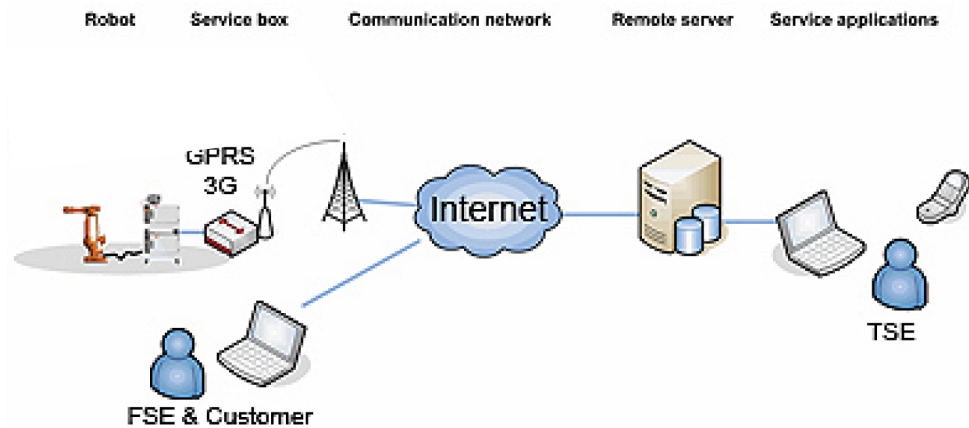 Robot
Service box
Communication network
Remote server
Service applications
GPRS
3G
Internet
TSE
FSE & Customer